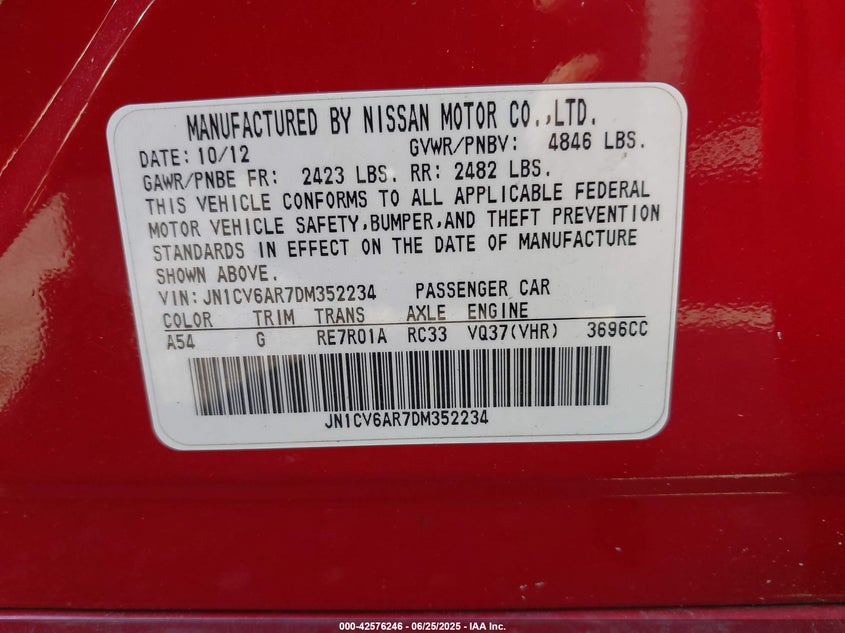 MANUFACTURED BY NISSAN MOTOR CO.,LTD.
DATE: 10/12 GVWR/PNBV: 4846 LBS.
GAWR/PNBE FR: 2423 LBS. RR: 2482 LBS.
THIS VEHICLE CONFORMS TO ALL APPLICABLE FEDERAL
MOTOR VEHICLE SAFETY,BUMPER,AND THEFT PREVENTION
STANDARDS IN EFFECT ON THE DATE OF MANUFACTURE
SHOWN ABOVE.
VIN: JN1CV6AR7DM352234 PASSENGER CAR
COLOR TRIM TRANS AXLE ENGINE
A54 G RE7R01A RC33 VQ37(VHR) 3696CC
JN1CV6AR7DM352234
000-42576246 - 06/25/2025 - IAA Inc.